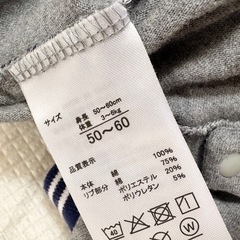 サイズ
身長 50〜60cm
体重 3〜6kg
50〜60
品質表示
本体 綿 100%
リブ部分 綿 75%
ポリエステル 20%
ポリウレタン 5%
40